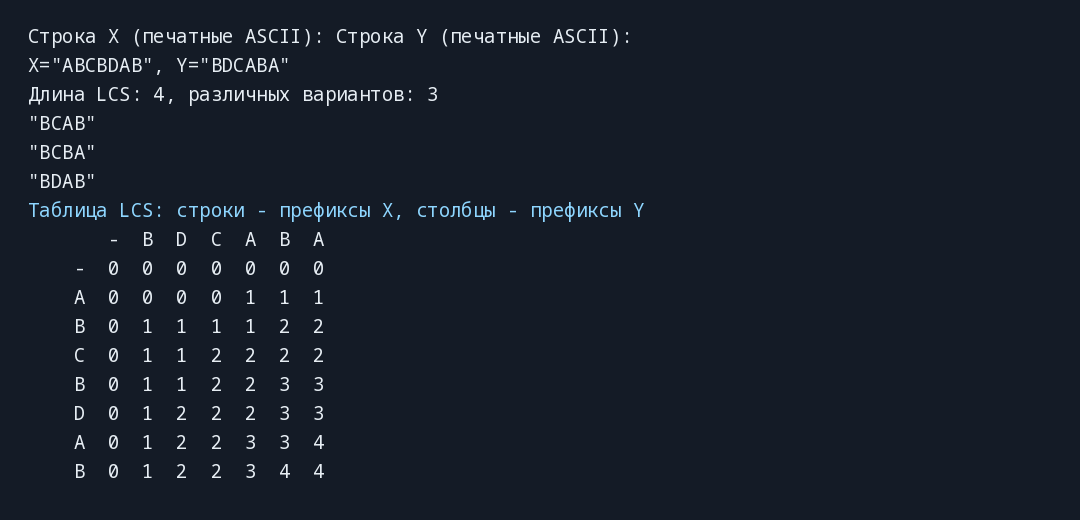 Строка X (печатные ASCII): Строка Y (печатные ASCII):
X="ABCBDAB", Y="BDCABA"
Длина LCS: 4, различных вариантов: 3
"BCAB"
"BCBA"
"BDAB"
Таблица LCS: строки - префиксы X, столбцы - префиксы Y
       -  B  D  C  A  B  A
    -  0  0  0  0  0  0  0
    A  0  0  0  0  1  1  1
    B  0  1  1  1  1  2  2
    C  0  1  1  2  2  2  2
    B  0  1  1  2  2  3  3
    D  0  1  2  2  2  3  3
    A  0  1  2  2  3  3  4
    B  0  1  2  2  3  4  4